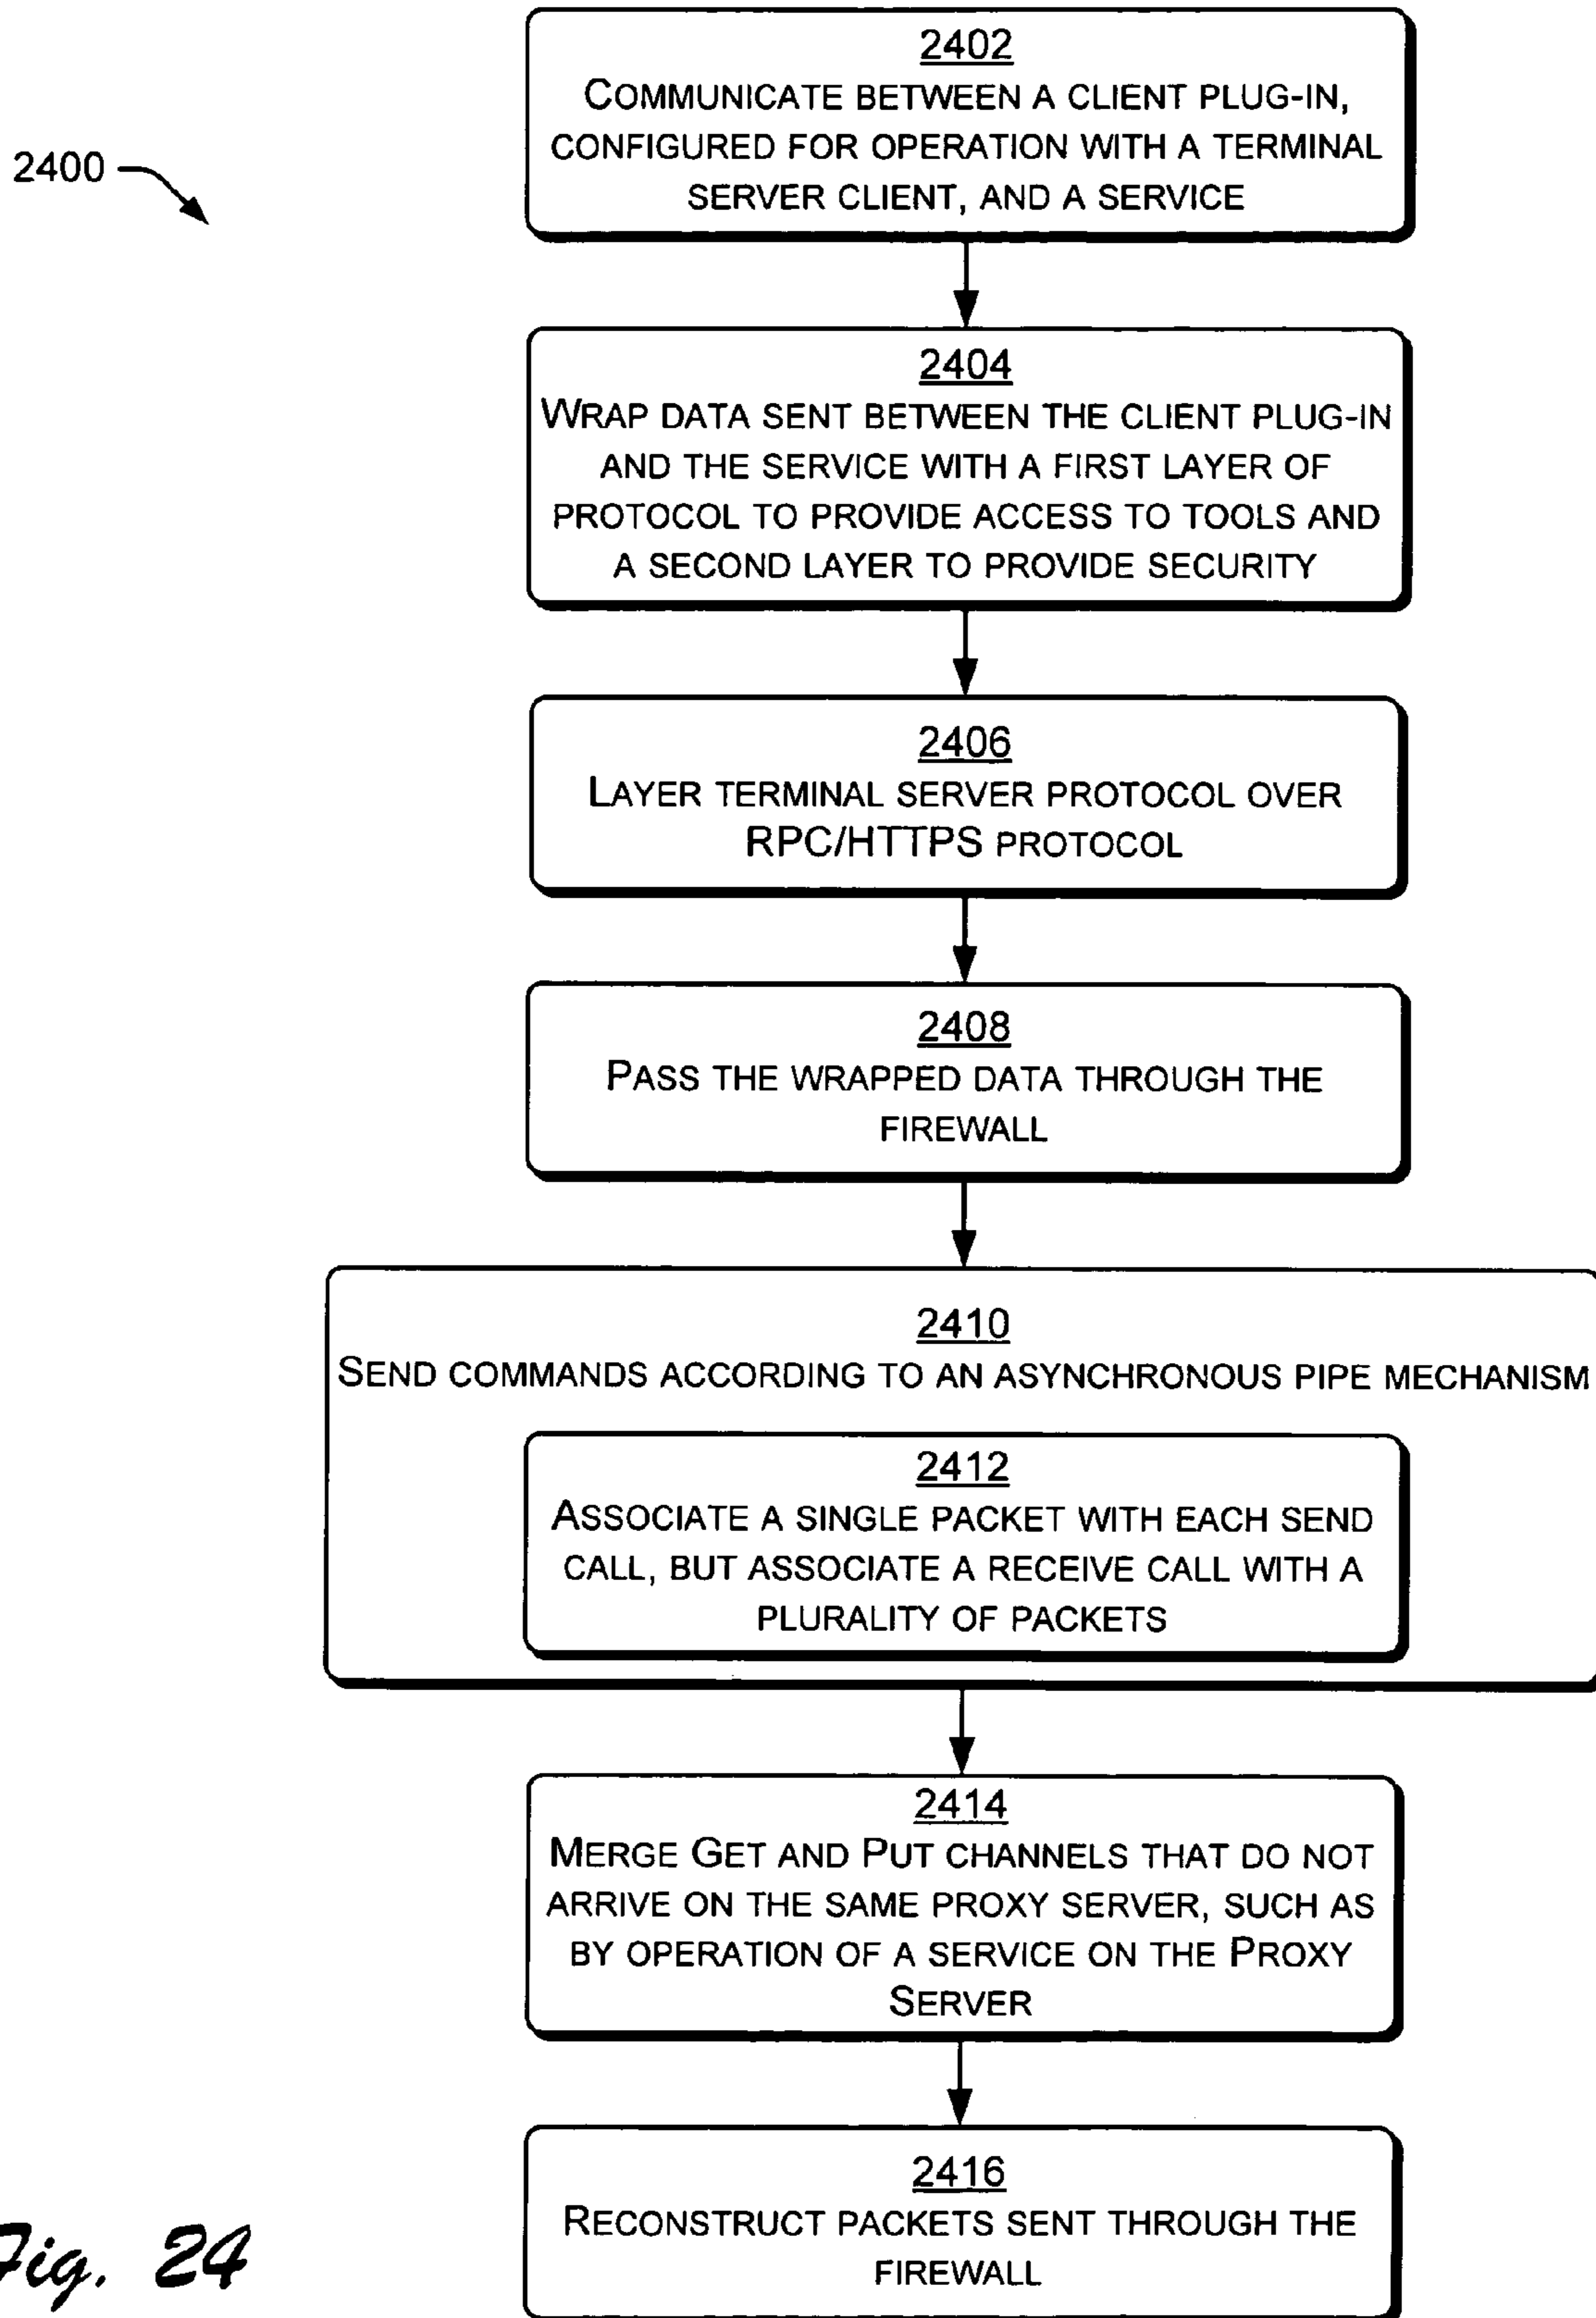 2400
2402
COMMUNICATE BETWEEN A CLIENT PLUG-IN,
CONFIGURED FOR OPERATION WITH A TERMINAL
SERVER CLIENT, AND A SERVICE
2404
WRAP DATA SENT BETWEEN THE CLIENT PLUG-IN
AND THE SERVICE WITH A FIRST LAYER OF
PROTOCOL TO PROVIDE ACCESS TO TOOLS AND
A SECOND LAYER TO PROVIDE SECURITY
2406
LAYER TERMINAL SERVER PROTOCOL OVER
RPC/HTTPS PROTOCOL
2408
PASS THE WRAPPED DATA THROUGH THE
FIREWALL
2410
SEND COMMANDS ACCORDING TO AN ASYNCHRONOUS PIPE MECHANISM
2412
ASSOCIATE A SINGLE PACKET WITH EACH SEND
CALL, BUT ASSOCIATE A RECEIVE CALL WITH A
PLURALITY OF PACKETS
2414
MERGE GET AND PUT CHANNELS THAT DO NOT
ARRIVE ON THE SAME PROXY SERVER, SUCH AS
BY OPERATION OF A SERVICE ON THE PROXY
SERVER
2416
RECONSTRUCT PACKETS SENT THROUGH THE
FIREWALL
Fig. 24